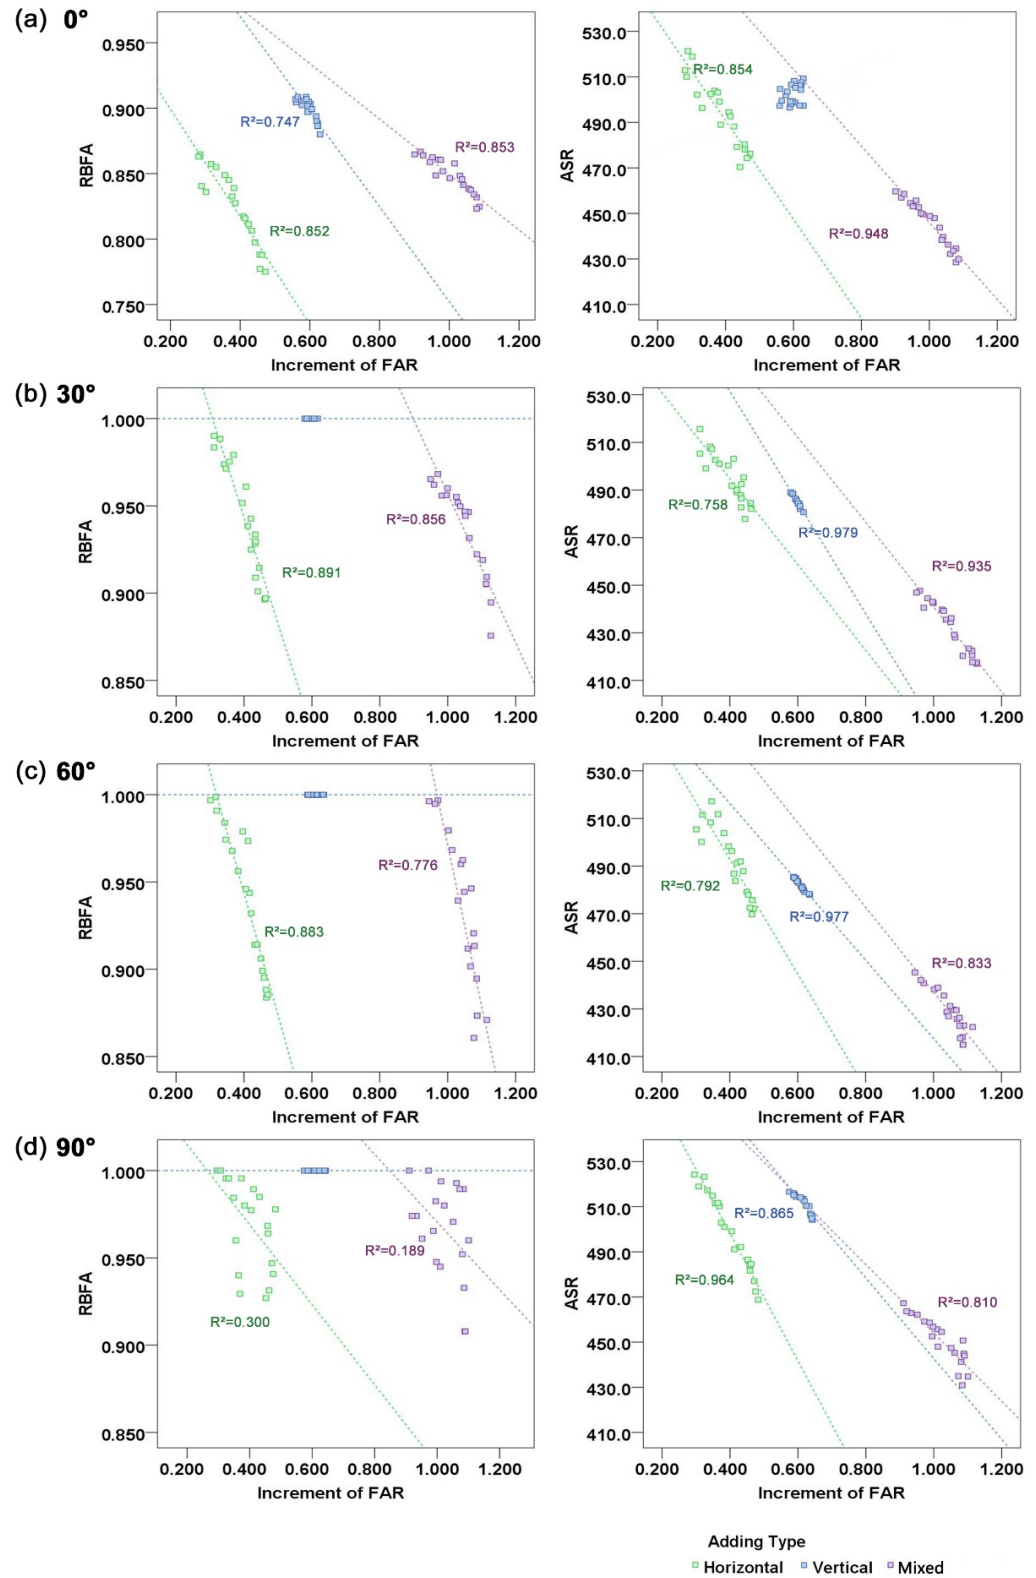 (a) 0°
RBFA
0.950
0.900
0.850
0.800
0.750
R²=0.747
R²=0.853
R²=0.852
0.200 0.400 0.600 0.800 1.000 1.200
Increment of FAR
ASR
530.0
510.0
490.0
470.0
450.0
430.0
410.0
R²=0.854
R²=0.948
0.200 0.400 0.600 0.800 1.000 1.200
Increment of FAR
(b) 30°
RBFA
1.000
0.950
0.900
0.850
R²=0.856
R²=0.891
0.200 0.400 0.600 0.800 1.000 1.200
Increment of FAR
ASR
530.0
510.0
490.0
470.0
450.0
430.0
410.0
R²=0.758
R²=0.979
R²=0.935
0.200 0.400 0.600 0.800 1.000 1.200
Increment of FAR
(c) 60°
RBFA
1.000
0.950
0.900
0.850
R²=0.776
R²=0.883
0.200 0.400 0.600 0.800 1.000 1.200
Increment of FAR
ASR
530.0
510.0
490.0
470.0
450.0
430.0
410.0
R²=0.792
R²=0.977
R²=0.833
0.200 0.400 0.600 0.800 1.000 1.200
Increment of FAR
(d) 90°
RBFA
1.000
0.950
0.900
0.850
R²=0.189
R²=0.300
0.200 0.400 0.600 0.800 1.000 1.200
Increment of FAR
ASR
530.0
510.0
490.0
470.0
450.0
430.0
410.0
R²=0.865
R²=0.964
R²=0.810
0.200 0.400 0.600 0.800 1.000 1.200
Increment of FAR
Adding Type
Horizontal Vertical Mixed